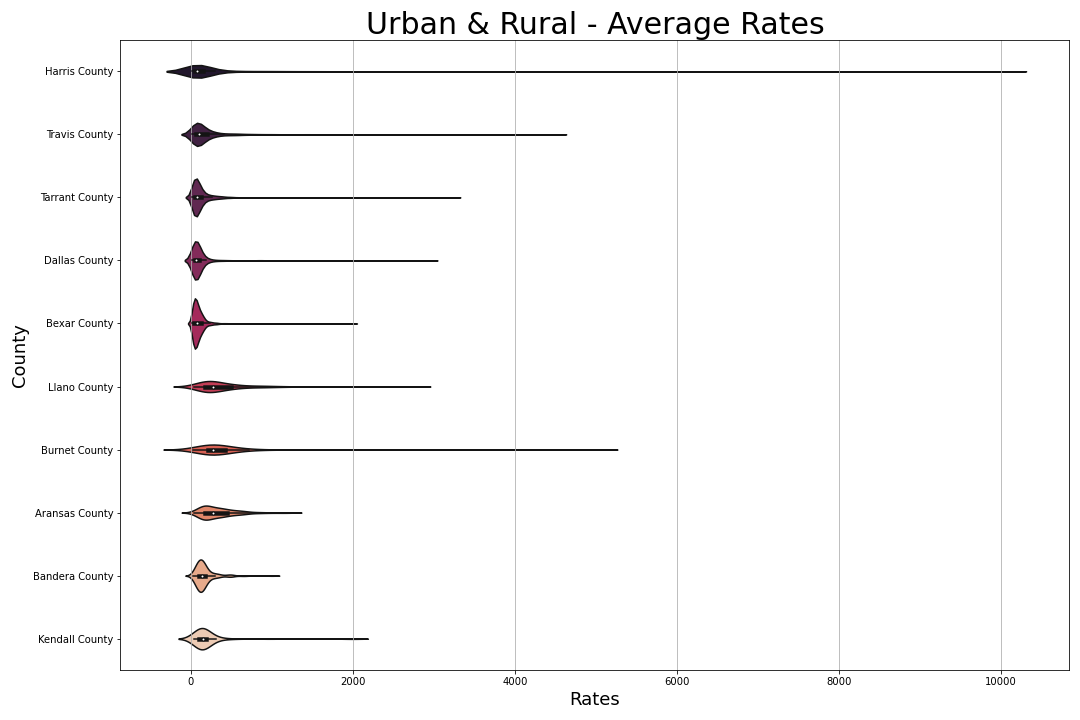 Urban & Rural - Average Rates
County
Harris County
Travis County
Tarrant County
Dallas County
Bexar County
Llano County
Burnet County
Aransas County
Bandera County
Kendall County
0 2000 4000 6000 8000 10000
Rates